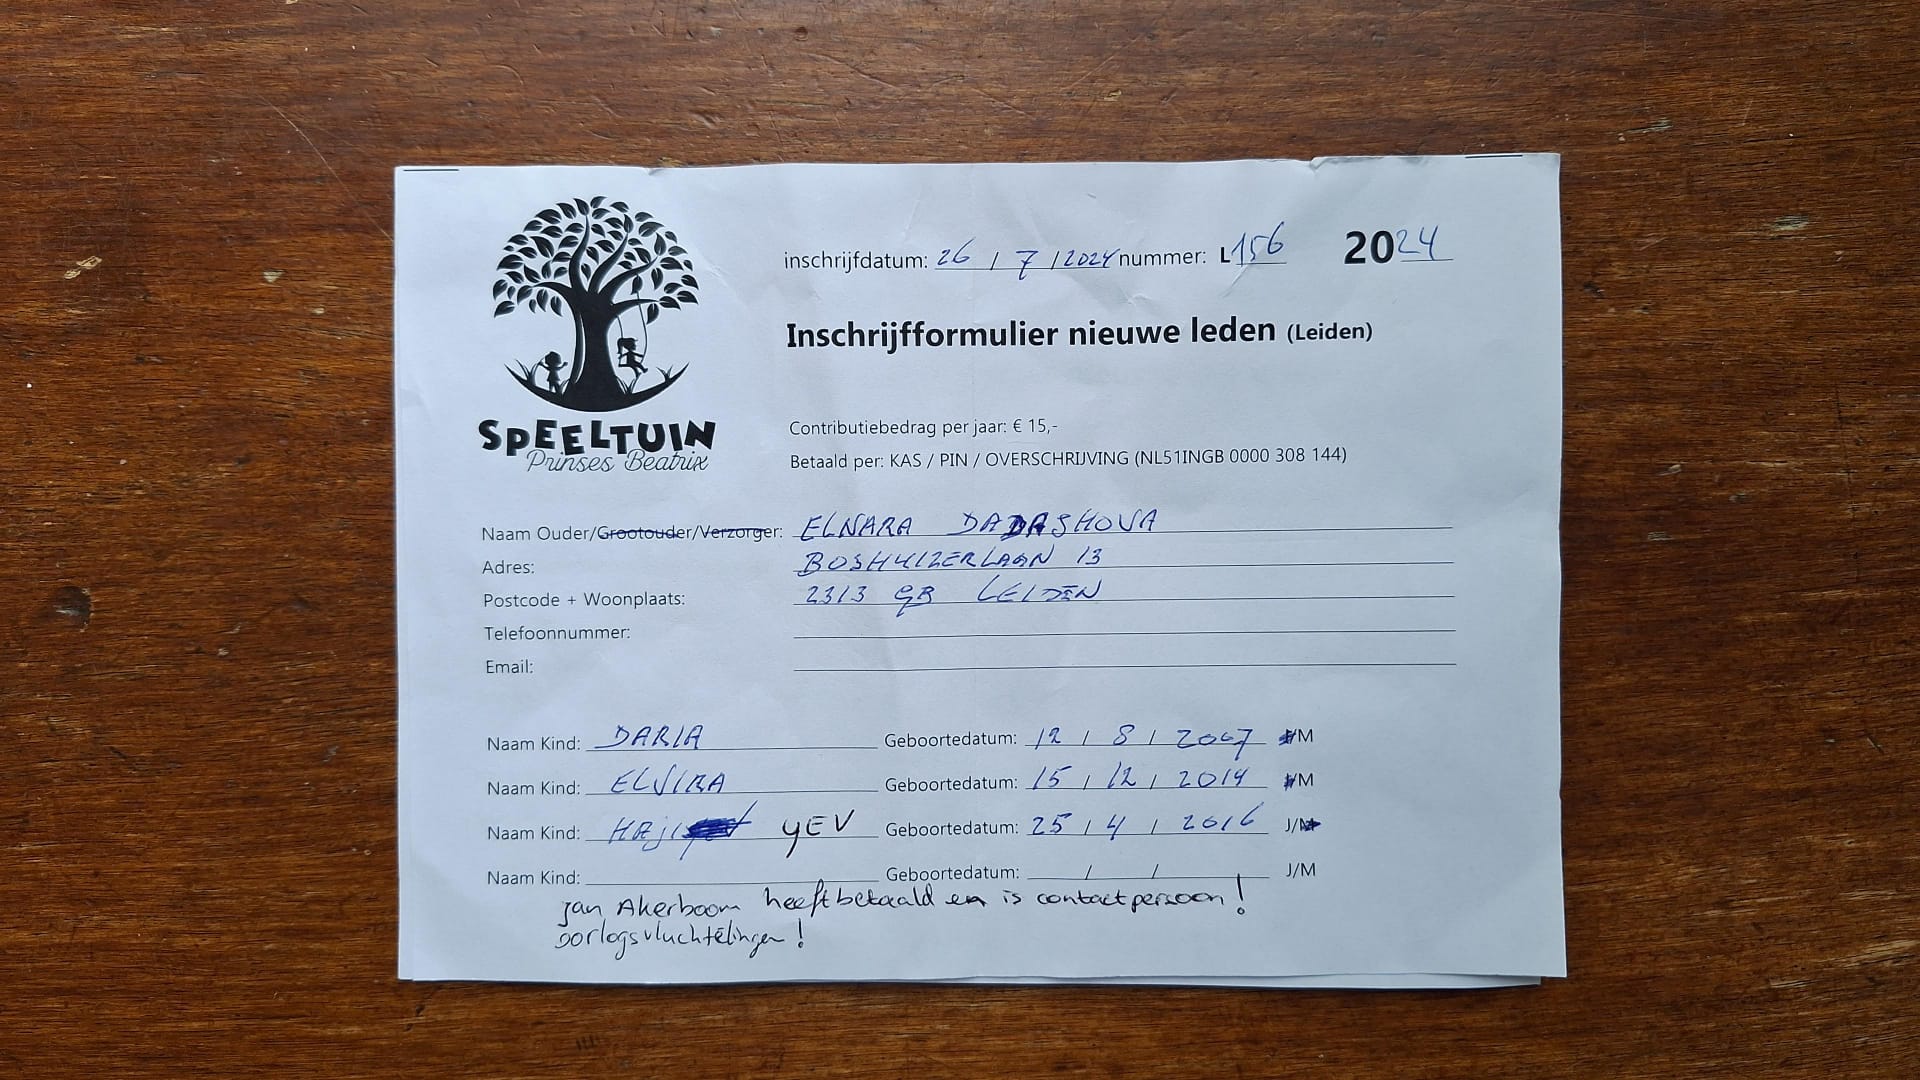 inschrijfdatum: 26 / 7 / 2024 nummer: L156 2024
Inschrijfformulier nieuwe leden (Leiden)
SPEELTUIN
Prinses Beatrix
Contributiebedrag per jaar: € 15,-
Betaald per: KAS / PIN / OVERSCHRIJVING (NL51INGB 0000 308 144)
Naam Ouder/Grootouder/Verzorger: ELNARA DADASHOVA
Adres: BOSHUIZERLAAN 13
Postcode + Woonplaats: 2313 GB LEIDEN
Telefoonnummer:
Email:
Naam Kind: DARIA Geboortedatum: 12 / 8 / 2007 J/M
Naam Kind: ELVIRA Geboortedatum: 15 / 12 / 2014 J/M
Naam Kind: YEV Geboortedatum: 25 / 4 / 2016 J/M
Naam Kind: Geboortedatum: / / J/M
Jan Akerboom heeft betaald en is contactpersoon!
oorlogsvluchtelingen!